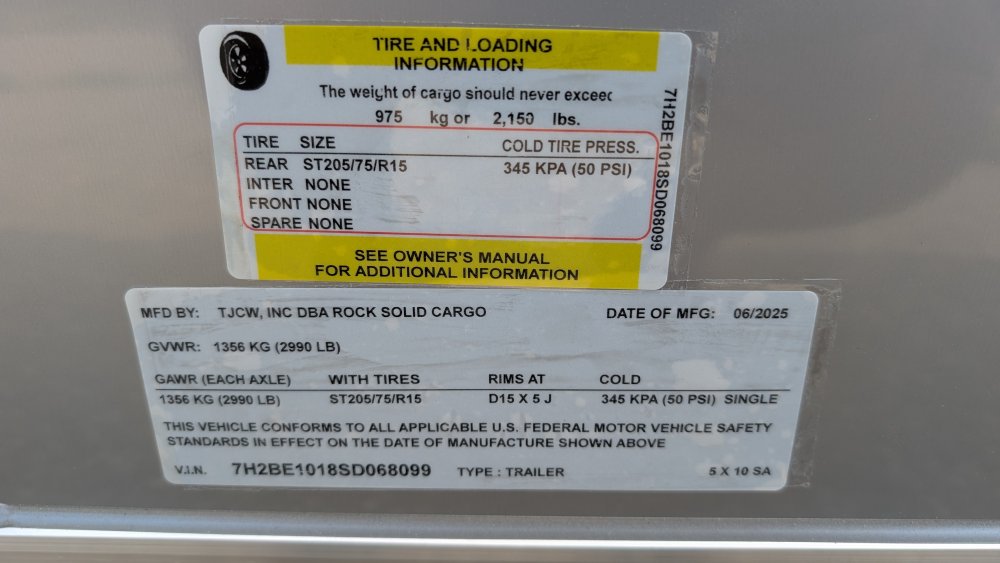 TIRE AND LOADING
INFORMATION
The weight of cargo should never exceed
975 kg or 2,150 lbs.
TIRE SIZE COLD TIRE PRESS.
REAR ST205/75/R15 345 KPA (50 PSI)
INTER NONE
FRONT NONE
SPARE NONE
SEE OWNER'S MANUAL
FOR ADDITIONAL INFORMATION
7H2BE1018SD068099
MFD BY: TJCW, INC DBA ROCK SOLID CARGO DATE OF MFG: 06/2025
GVWR: 1356 KG (2990 LB)
GAWR (EACH AXLE) WITH TIRES RIMS AT COLD
1356 KG (2990 LB) ST205/75/R15 D15 X 5 J 345 KPA (50 PSI) SINGLE
THIS VEHICLE CONFORMS TO ALL APPLICABLE U.S. FEDERAL MOTOR VEHICLE SAFETY
STANDARDS IN EFFECT ON THE DATE OF MANUFACTURE SHOWN ABOVE
V.I.N. 7H2BE1018SD068099 TYPE : TRAILER 5 X 10 SA